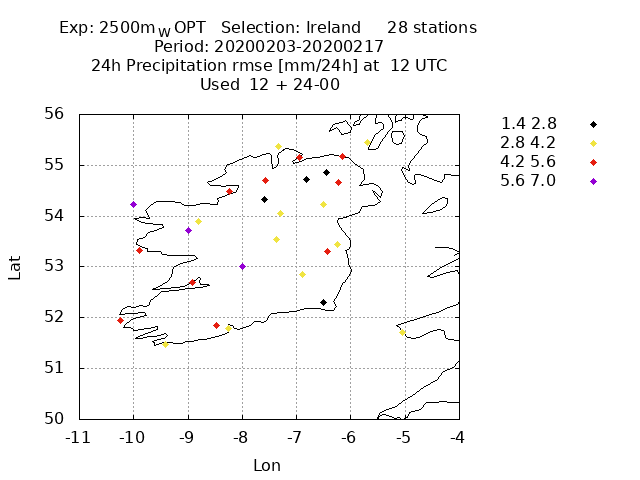 Exp: 2500m_W OPT   Selection: Ireland      28 stations
Period: 20200203-20200217
24h Precipitation rmse [mm/24h] at  12 UTC
Used  12 + 24-00
1.4 2.8
2.8 4.2
4.2 5.6
5.6 7.0
56
55
54
53
52
51
50
Lat
-11 -10 -9 -8 -7 -6 -5 -4
Lon